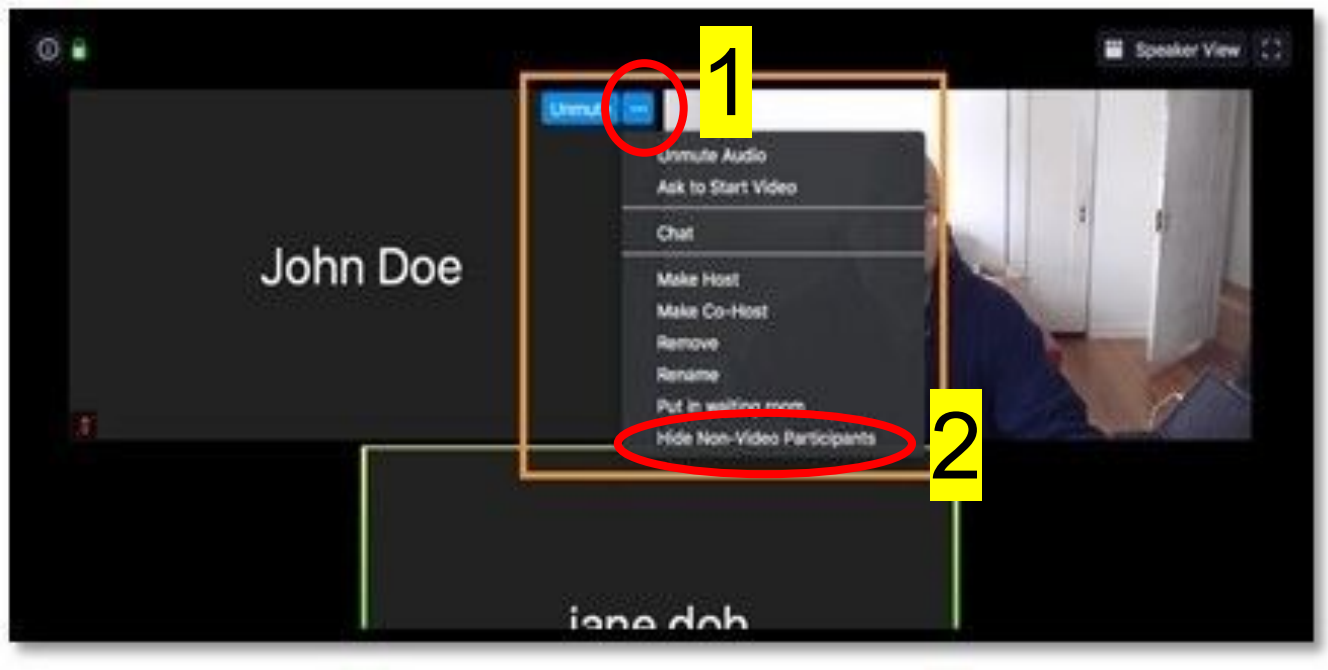 1
Speaker View
Unmute ...
Unmute Audio
Ask to Start Video
Chat
John Doe
Make Host
Make Co-Host
Remove
Rename
Put in waiting room
Hide Non-Video Participants
2
jane doh